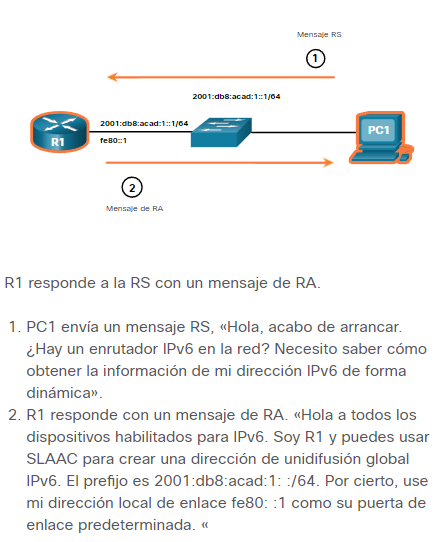 Mensaje RS
1
2001:db8:acad:1::1/64
2001:db8:acad:1::1/64
R1
PC1
fe80::1
2
Mensaje de RA
R1 responde a la RS con un mensaje de RA.
1. PC1 envía un mensaje RS, «Hola, acabo de arrancar.
¿Hay un enrutador IPv6 en la red? Necesito saber cómo
obtener la información de mi dirección IPv6 de forma
dinámica».
2. R1 responde con un mensaje de RA. «Hola a todos los
dispositivos habilitados para IPv6. Soy R1 y puedes usar
SLAAC para crear una dirección de unidifusión global
IPv6. El prefijo es 2001:db8:acad:1: :/64. Por cierto, use
mi dirección local de enlace fe80: :1 como su puerta de
enlace predeterminada. «